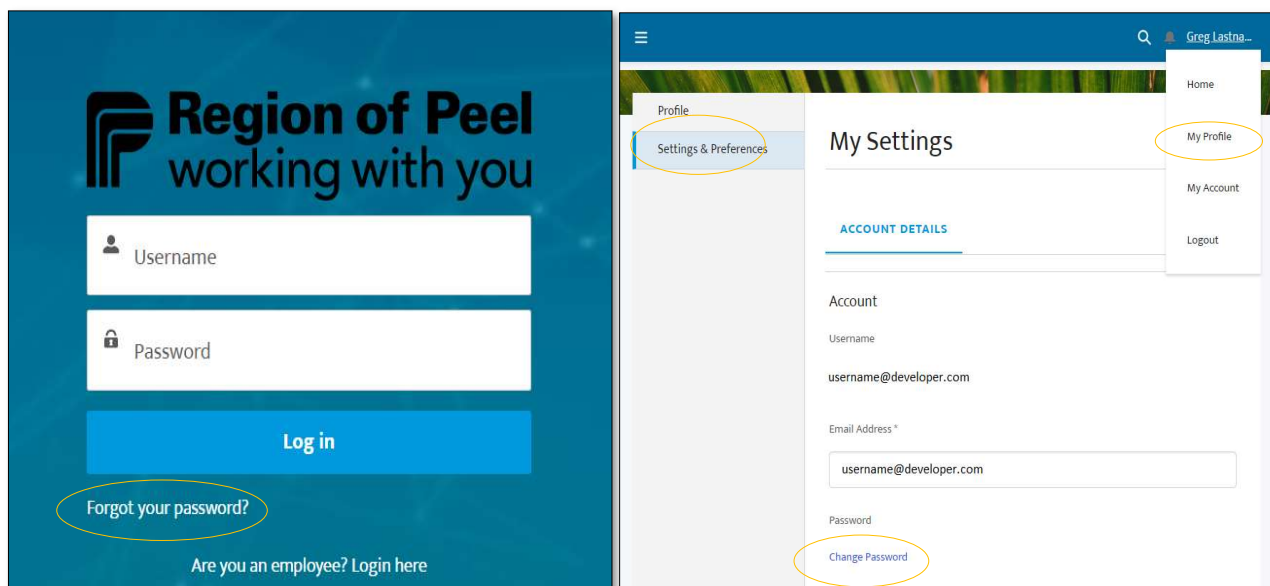 Region of Peel
working with you
Username
Password
Log in
Forgot your password?
Are you an employee? Login here
Greg Lastna...
Home
My Profile
My Account
Logout
Profile
Settings & Preferences
My Settings
ACCOUNT DETAILS
Account
Username
username@developer.com
Email Address *
username@developer.com
Password
Change Password